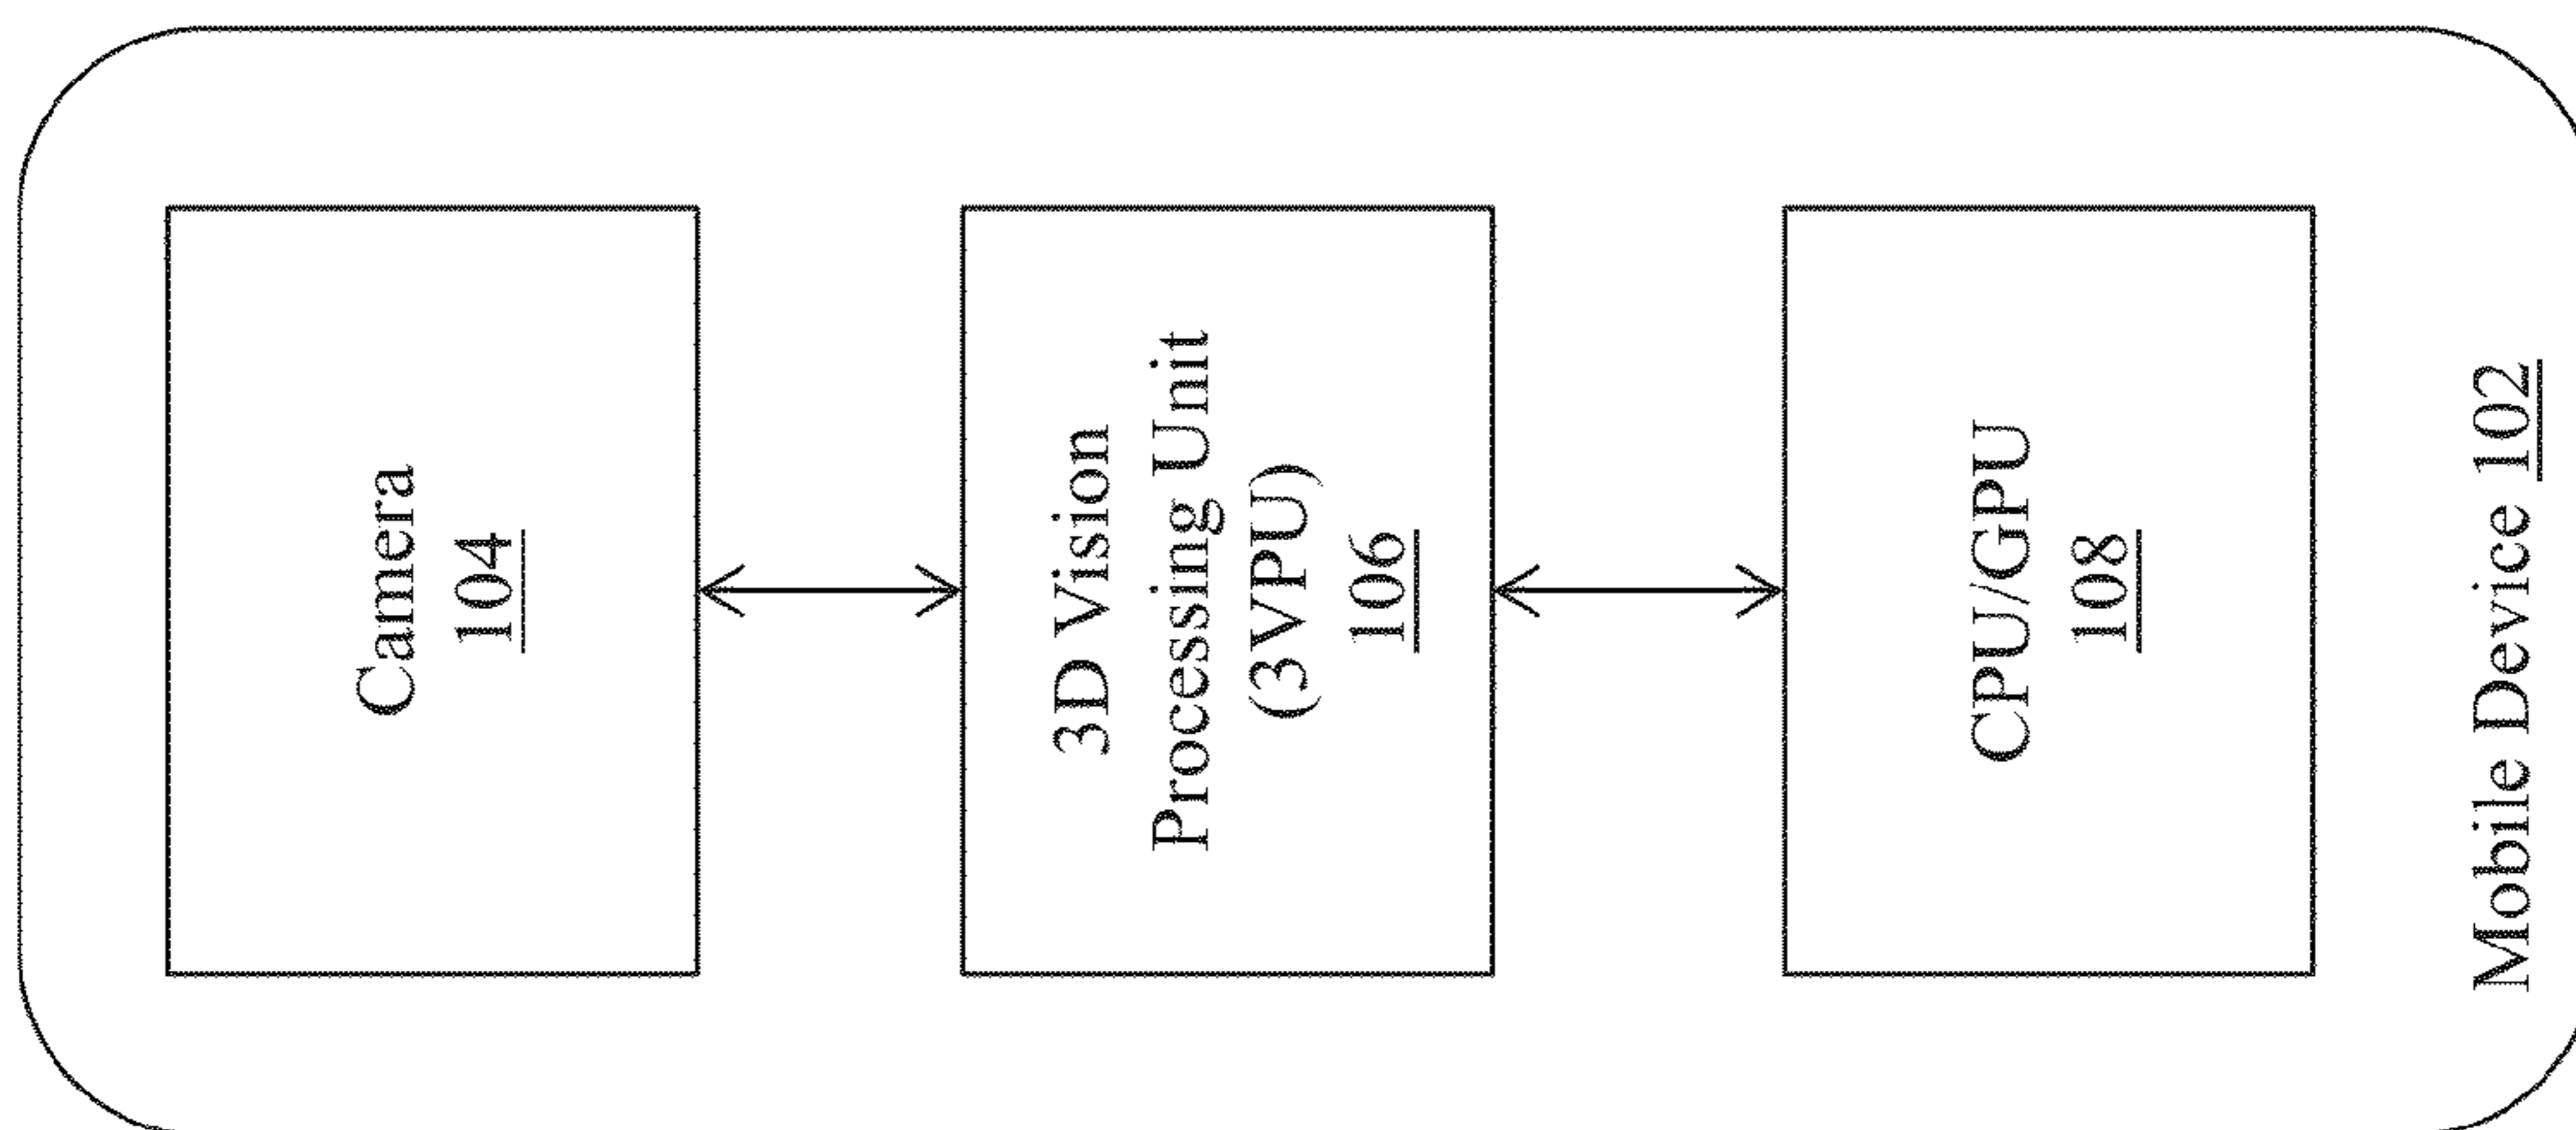 Camera
104
3D Vision
Processing Unit
(3VPU)
106
CPU/GPU
108
Mobile Device 102